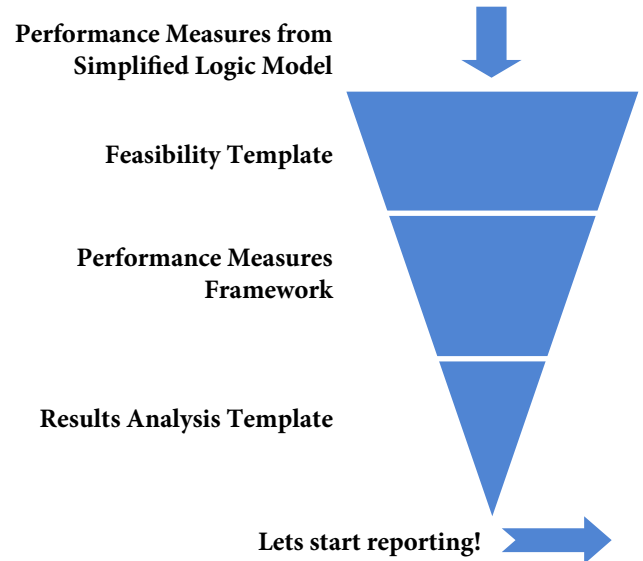 Performance Measures from
Simplified Logic Model
Feasibility Template
Performance Measures
Framework
Results Analysis Template
Lets start reporting!